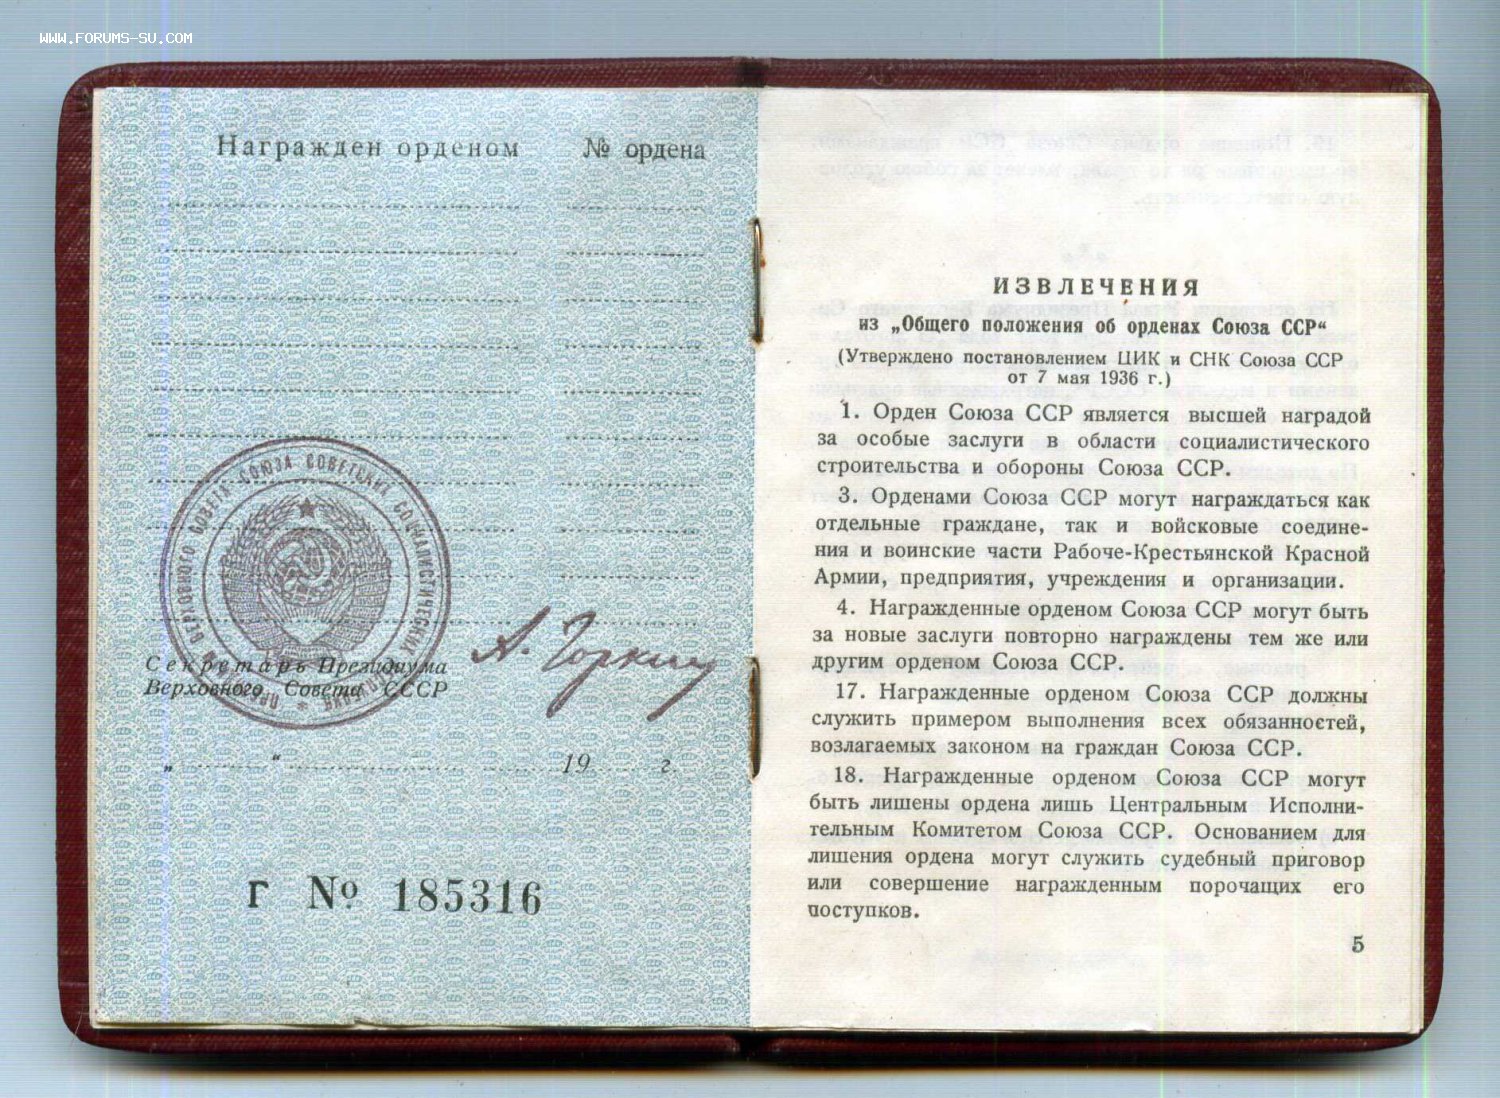 WWW.FORUMS-SU.COM
Награжден орденом № ордена
ПРЕЗИДИУМ ВЕРХОВНОГО СОВЕТА СОЮЗА СОВЕТСКИХ СОЦИАЛИСТИЧЕСКИХ РЕСПУБЛИК
Секретарь Президиума
Верховного Совета СССР
А. Горкин
„ “ 19 г.
Г № 185316
ИЗВЛЕЧЕНИЯ
из „Общего положения об орденах Союза ССР“
(Утверждено постановлением ЦИК и СНК Союза ССР
от 7 мая 1936 г.)
1. Орден Союза ССР является высшей наградой
за особые заслуги в области социалистического
строительства и обороны Союза ССР.
3. Орденами Союза ССР могут награждаться как
отдельные граждане, так и войсковые соедине-
ния и воинские части Рабоче-Крестьянской Красной
Армии, предприятия, учреждения и организации.
4. Награжденные орденом Союза ССР могут быть
за новые заслуги повторно награждены тем же или
другим орденом Союза ССР.
17. Награжденные орденом Союза ССР должны
служить примером выполнения всех обязанностей,
возлагаемых законом на граждан Союза ССР.
18. Награжденные орденом Союза ССР могут
быть лишены ордена лишь Центральным Исполни-
тельным Комитетом Союза ССР. Основанием для
лишения ордена могут служить судебный приговор
или совершение награжденным порочащих его
поступков.
5